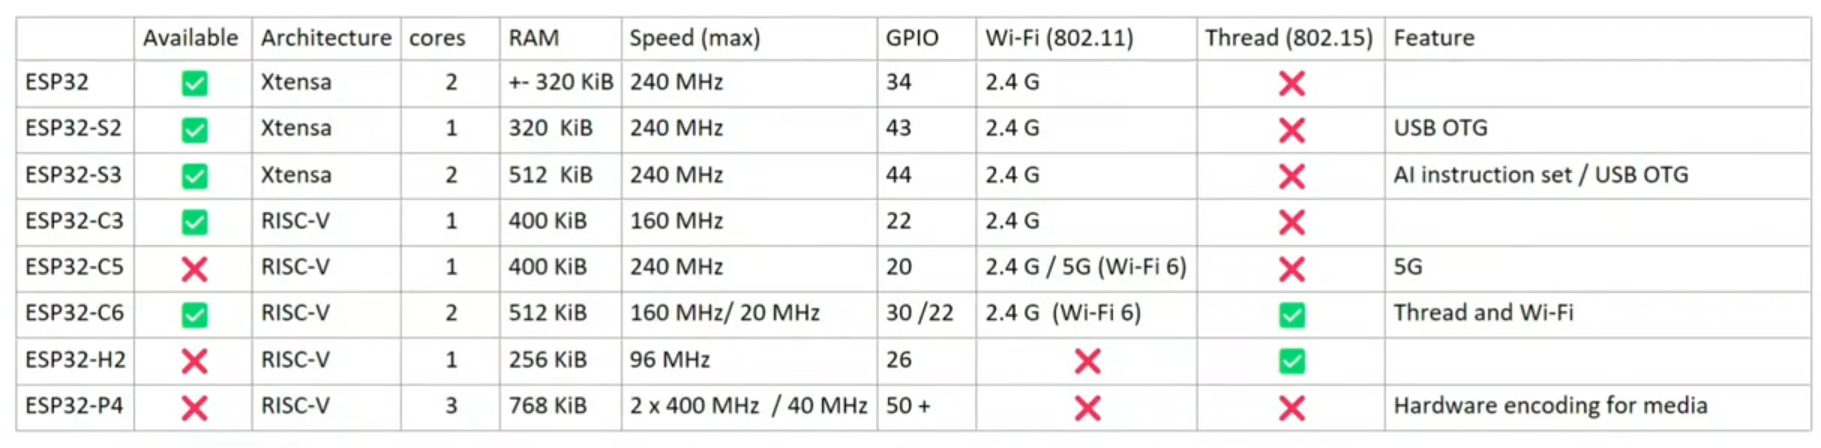 Available Architecture cores RAM Speed (max) GPIO Wi-Fi (802.11) Thread (802.15) Feature
ESP32 ✅ Xtensa 2 +- 320 KiB 240 MHz 34 2.4 G ❌
ESP32-S2 ✅ Xtensa 1 320 KiB 240 MHz 43 2.4 G ❌ USB OTG
ESP32-S3 ✅ Xtensa 2 512 KiB 240 MHz 44 2.4 G ❌ AI instruction set / USB OTG
ESP32-C3 ✅ RISC-V 1 400 KiB 160 MHz 22 2.4 G ❌
ESP32-C5 ❌ RISC-V 1 400 KiB 240 MHz 20 2.4 G / 5G (Wi-Fi 6) ❌ 5G
ESP32-C6 ✅ RISC-V 2 512 KiB 160 MHz/ 20 MHz 30 /22 2.4 G (Wi-Fi 6) ✅ Thread and Wi-Fi
ESP32-H2 ❌ RISC-V 1 256 KiB 96 MHz 26 ❌ ✅
ESP32-P4 ❌ RISC-V 3 768 KiB 2 x 400 MHz / 40 MHz 50 + ❌ ❌ Hardware encoding for media